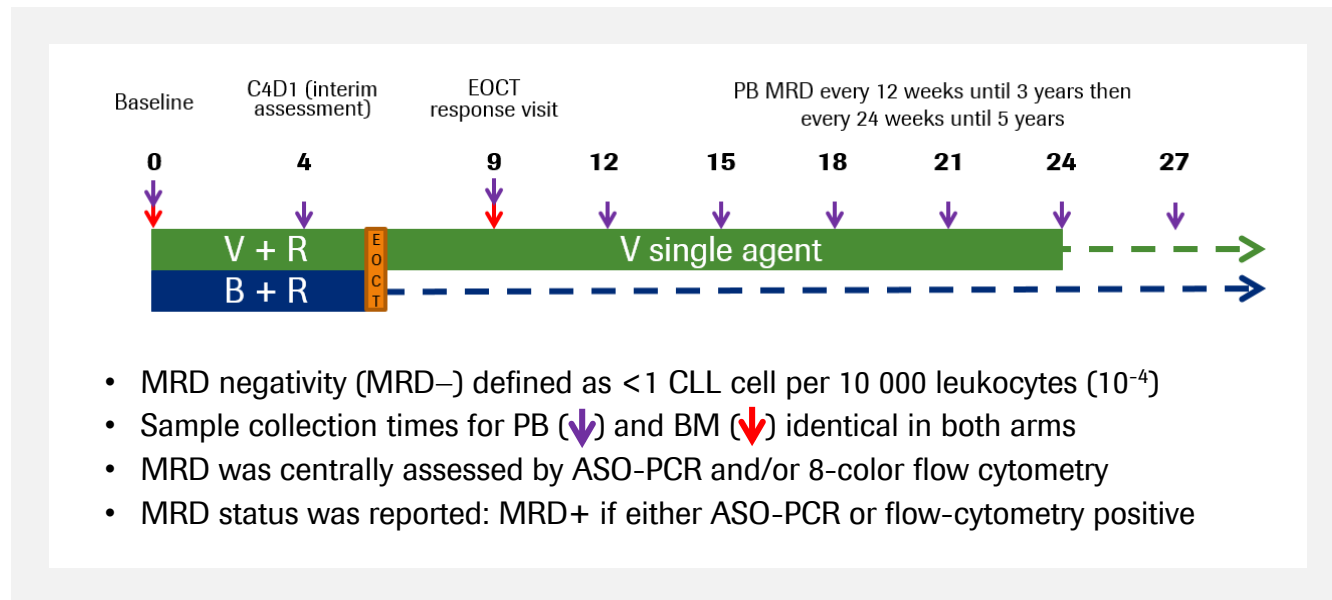 Baseline
C4D1 (interim
assessment)
EOCT
response visit
PB MRD every 12 weeks until 3 years then
every 24 weeks until 5 years
0 4 9 12 15 18 21 24 27
V + R
EOCT
V single agent
B + R
• MRD negativity (MRD–) defined as <1 CLL cell per 10 000 leukocytes (10⁻⁴)
• Sample collection times for PB (↓) and BM (↓) identical in both arms
• MRD was centrally assessed by ASO-PCR and/or 8-color flow cytometry
• MRD status was reported: MRD+ if either ASO-PCR or flow-cytometry positive